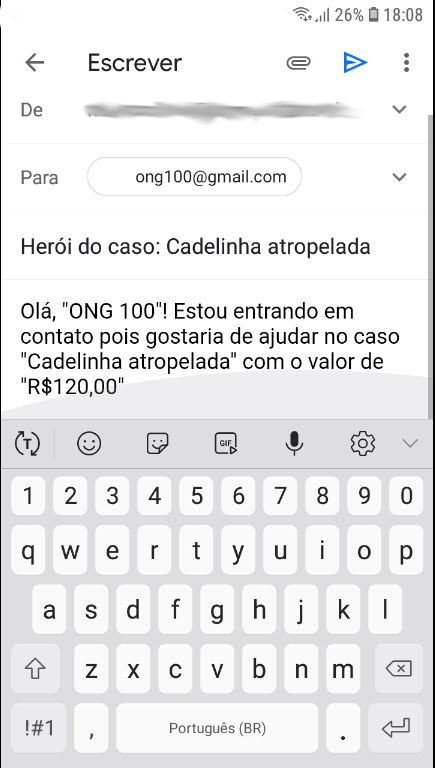 26% 18:08
Escrever
De
Para ong100@gmail.com
Herói do caso: Cadelinha atropelada
Olá, "ONG 100"! Estou entrando em
contato pois gostaria de ajudar no caso
"Cadelinha atropelada" com o valor de
"R$120,00"
T GIF
1 2 3 4 5 6 7 8 9 0
q w e r t y u i o p
a s d f g h j k l
z x c v b n m
!#1 , Português (BR) .